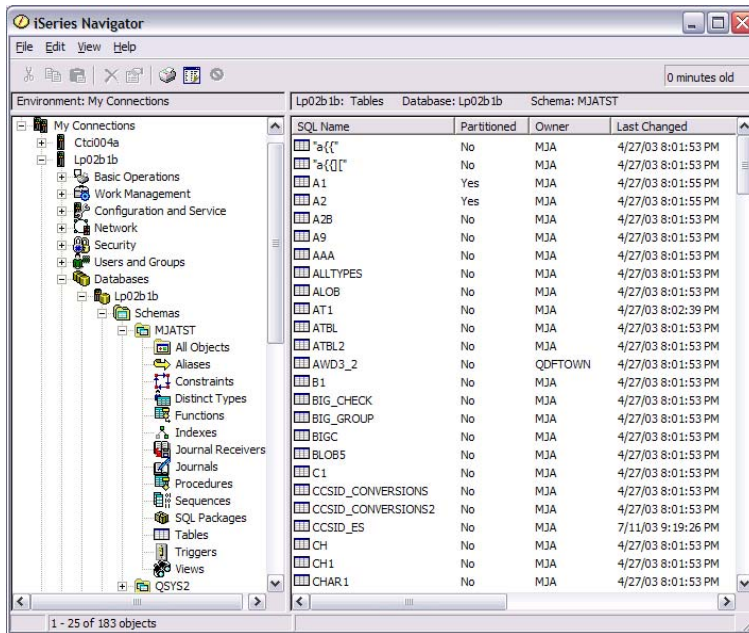 iSeries Navigator
File Edit View Help
0 minutes old
Environment: My Connections
Lp02b1b: Tables Database: Lp02b1b Schema: MJATST
My Connections
Ctci004a
Lp02b1b
Basic Operations
Work Management
Configuration and Service
Network
Security
Users and Groups
Databases
Lp02b1b
Schemas
MJATST
All Objects
Aliases
Constraints
Distinct Types
Functions
Indexes
Journal Receivers
Journals
Procedures
Sequences
SQL Packages
Tables
Triggers
Views
QSYS2
SQL Name Partitioned Owner Last Changed
"a{{" No MJA 4/27/03 8:01:53 PM
"a{{][" No MJA 4/27/03 8:01:53 PM
A1 Yes MJA 4/27/03 8:01:55 PM
A2 Yes MJA 4/27/03 8:01:55 PM
A2B No MJA 4/27/03 8:01:53 PM
A9 No MJA 4/27/03 8:01:53 PM
AAA No MJA 4/27/03 8:01:53 PM
ALLTYPES No MJA 4/27/03 8:01:53 PM
ALOB No MJA 4/27/03 8:01:53 PM
AT1 No MJA 4/27/03 8:02:39 PM
ATBL No MJA 4/27/03 8:01:53 PM
ATBL2 No MJA 4/27/03 8:01:53 PM
AWD3_2 No QDFTOWN 4/27/03 8:01:53 PM
B1 No MJA 4/27/03 8:01:53 PM
BIG_CHECK No MJA 4/27/03 8:01:53 PM
BIG_GROUP No MJA 4/27/03 8:01:53 PM
BIGC No MJA 4/27/03 8:01:53 PM
BLOB5 No MJA 4/27/03 8:01:53 PM
C1 No MJA 4/27/03 8:01:53 PM
CCSID_CONVERSIONS No MJA 4/27/03 8:01:53 PM
CCSID_CONVERSIONS2 No MJA 4/27/03 8:01:53 PM
CCSID_ES No MJA 7/11/03 9:19:26 PM
CH No MJA 4/27/03 8:01:53 PM
CH1 No MJA 4/27/03 8:01:53 PM
CHAR1 No MJA 4/27/03 8:01:53 PM
1 - 25 of 183 objects